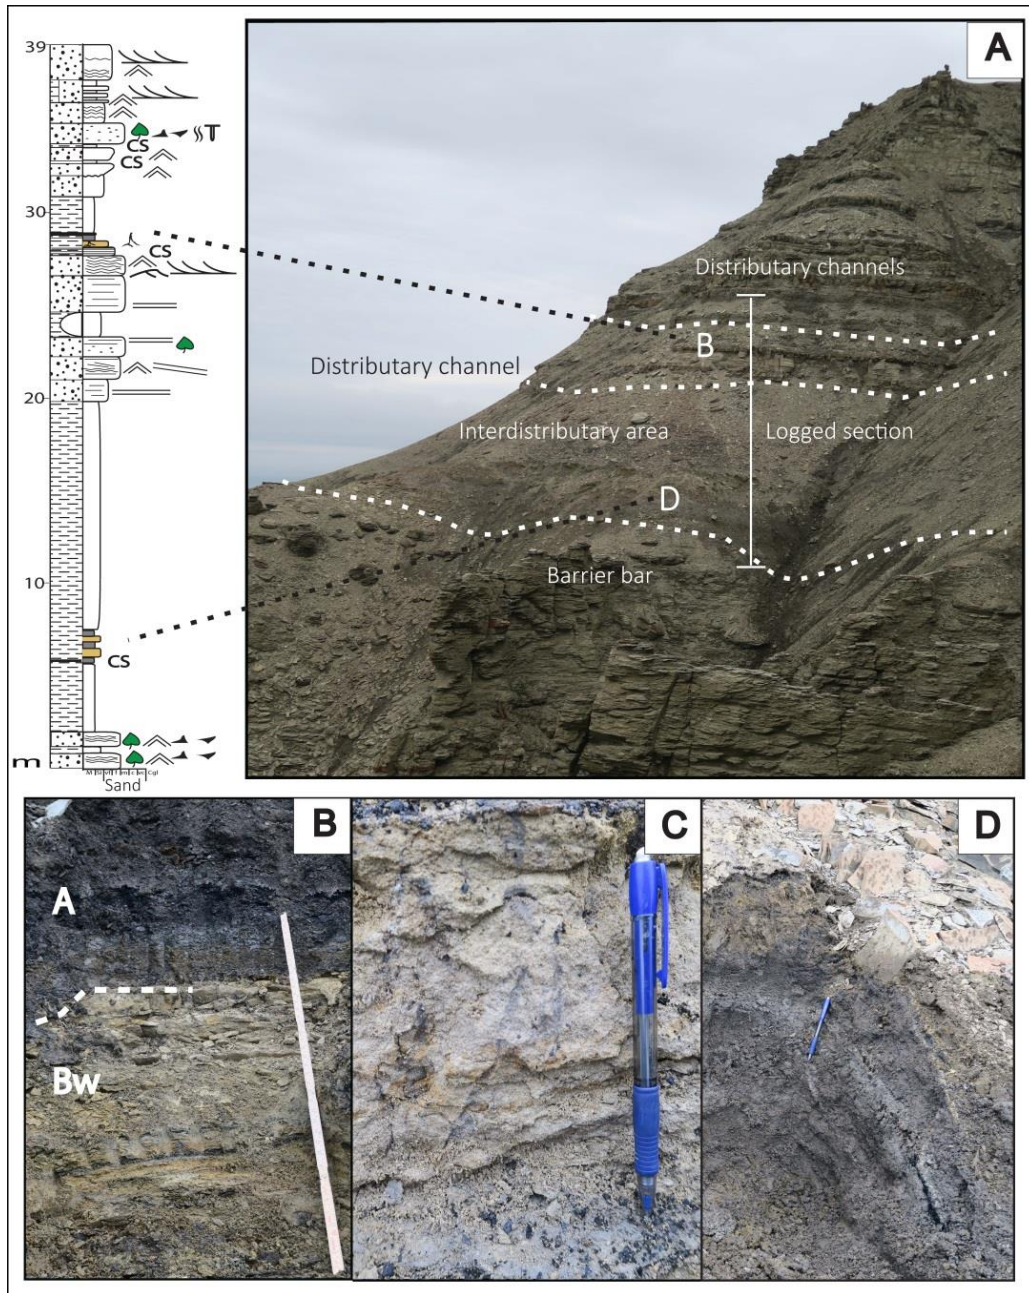 A
39
T
CS
CS
30
CS
Distributary channels
B
Distributary channel
20
Interdistributary area
Logged section
D
10
Barrier bar
CS
m
Sand
B
C
D
A
Bw